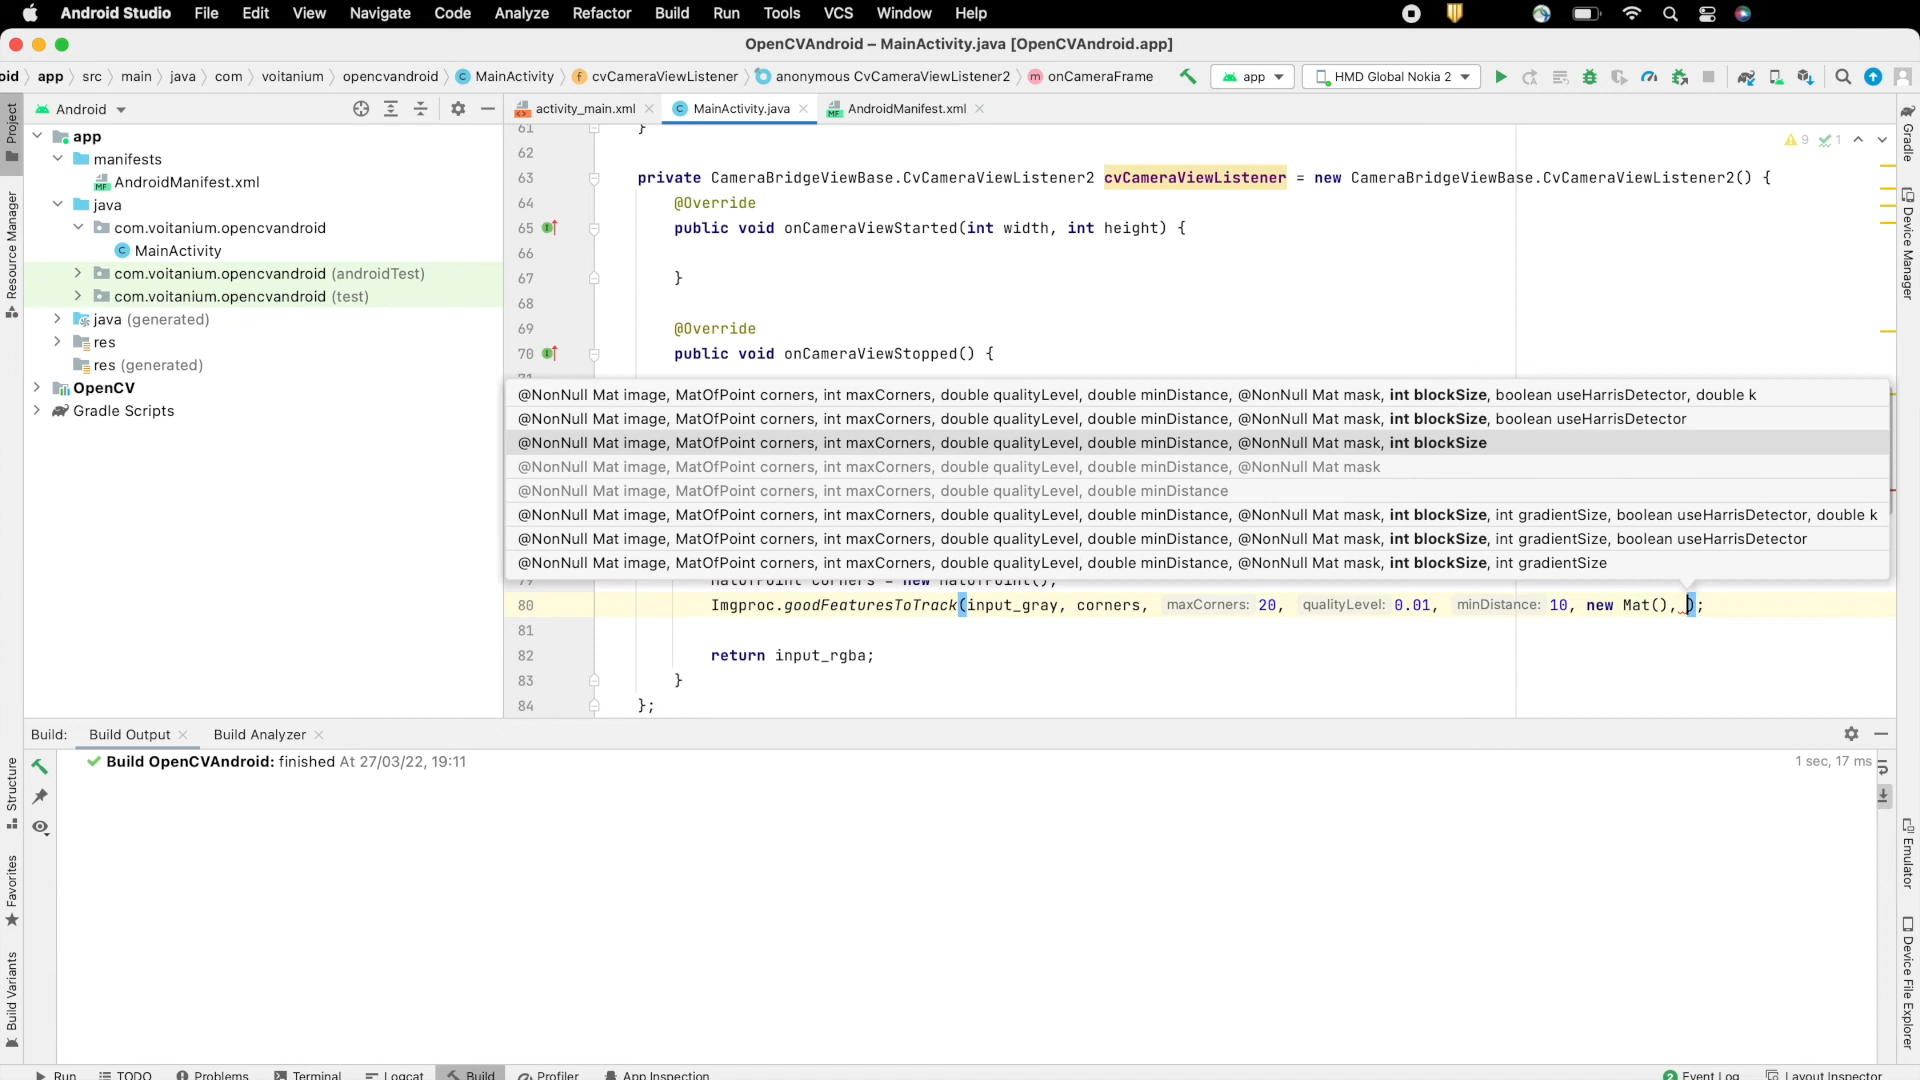 Android Studio File Edit View Navigate Code Analyze Refactor Build Run Tools VCS Window Help
OpenCVAndroid – MainActivity.java [OpenCVAndroid.app]
oid app src main java com voitanium opencvandroid MainActivity cvCameraViewListener anonymous CvCameraViewListener2 onCameraFrame app HMD Global Nokia 2
Android activity_main.xml MainActivity.java AndroidManifest.xml
Project
Resource Manager
Structure
Favorites
Build Variants
app
manifests
AndroidManifest.xml
java
com.voitanium.opencvandroid
MainActivity
com.voitanium.opencvandroid (androidTest)
com.voitanium.opencvandroid (test)
java (generated)
res
res (generated)
OpenCV
Gradle Scripts
9 1
61 }
62
63 private CameraBridgeViewBase.CvCameraViewListener2 cvCameraViewListener = new CameraBridgeViewBase.CvCameraViewListener2() {
64 @Override
65 public void onCameraViewStarted(int width, int height) {
66
67 }
68
69 @Override
70 public void onCameraViewStopped() {
@NonNull Mat image, MatOfPoint corners, int maxCorners, double qualityLevel, double minDistance, @NonNull Mat mask, int blockSize, boolean useHarrisDetector, double k
@NonNull Mat image, MatOfPoint corners, int maxCorners, double qualityLevel, double minDistance, @NonNull Mat mask, int blockSize, boolean useHarrisDetector
@NonNull Mat image, MatOfPoint corners, int maxCorners, double qualityLevel, double minDistance, @NonNull Mat mask, int blockSize
@NonNull Mat image, MatOfPoint corners, int maxCorners, double qualityLevel, double minDistance, @NonNull Mat mask
@NonNull Mat image, MatOfPoint corners, int maxCorners, double qualityLevel, double minDistance
@NonNull Mat image, MatOfPoint corners, int maxCorners, double qualityLevel, double minDistance, @NonNull Mat mask, int blockSize, int gradientSize, boolean useHarrisDetector, double k
@NonNull Mat image, MatOfPoint corners, int maxCorners, double qualityLevel, double minDistance, @NonNull Mat mask, int blockSize, int gradientSize, boolean useHarrisDetector
@NonNull Mat image, MatOfPoint corners, int maxCorners, double qualityLevel, double minDistance, @NonNull Mat mask, int blockSize, int gradientSize
79 MatOfPoint corners = new MatOfPoint();
80 Imgproc.goodFeaturesToTrack(input_gray, corners, maxCorners: 20, qualityLevel: 0.01, minDistance: 10, new Mat(), );
81
82 return input_rgba;
83 }
84 };
Gradle
Device Manager
Emulator
Device File Explorer
Build: Build Output Build Analyzer
Build OpenCVAndroid: finished At 27/03/22, 19:11 1 sec, 17 ms
Run TODO Problems Terminal Logcat Build Profiler App Inspection 2 Event Log Layout Inspector